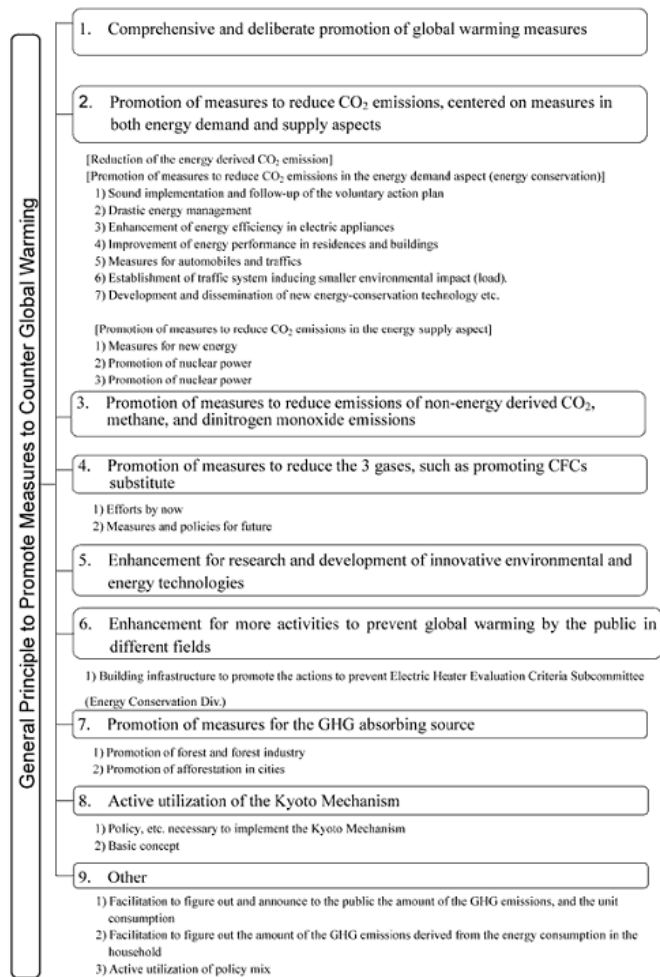 General Principle to Promote Measures to Counter Global Warming
1. Comprehensive and deliberate promotion of global warming measures
2. Promotion of measures to reduce CO₂ emissions, centered on measures in
both energy demand and supply aspects
[Reduction of the energy derived CO₂ emission]
[Promotion of measures to reduce CO₂ emissions in the energy demand aspect (energy conservation)]
1) Sound implementation and follow-up of the voluntary action plan
2) Drastic energy management
3) Enhancement of energy efficiency in electric appliances
4) Improvement of energy performance in residences and buildings
5) Measures for automobiles and traffics
6) Establishment of traffic system inducing smaller environmental impact (load).
7) Development and dissemination of new energy-conservation technology etc.
[Promotion of measures to reduce CO₂ emissions in the energy supply aspect]
1) Measures for new energy
2) Promotion of nuclear power
3) Promotion of nuclear power
3. Promotion of measures to reduce emissions of non-energy derived CO₂,
methane, and dinitrogen monoxide emissions
4. Promotion of measures to reduce the 3 gases, such as promoting CFCs
substitute
1) Efforts by now
2) Measures and policies for future
5. Enhancement for research and development of innovative environmental and
energy technologies
6. Enhancement for more activities to prevent global warming by the public in
different fields
1) Building infrastructure to promote the actions to prevent Electric Heater Evaluation Criteria Subcommittee
(Energy Conservation Div.)
7. Promotion of measures for the GHG absorbing source
1) Promotion of forest and forest industry
2) Promotion of afforestation in cities
8. Active utilization of the Kyoto Mechanism
1) Policy, etc. necessary to implement the Kyoto Mechanism
2) Basic concept
9. Other
1) Facilitation to figure out and announce to the public the amount of the GHG emissions, and the unit
consumption
2) Facilitation to figure out the amount of the GHG emissions derived from the energy consumption in the
household
3) Active utilization of policy mix